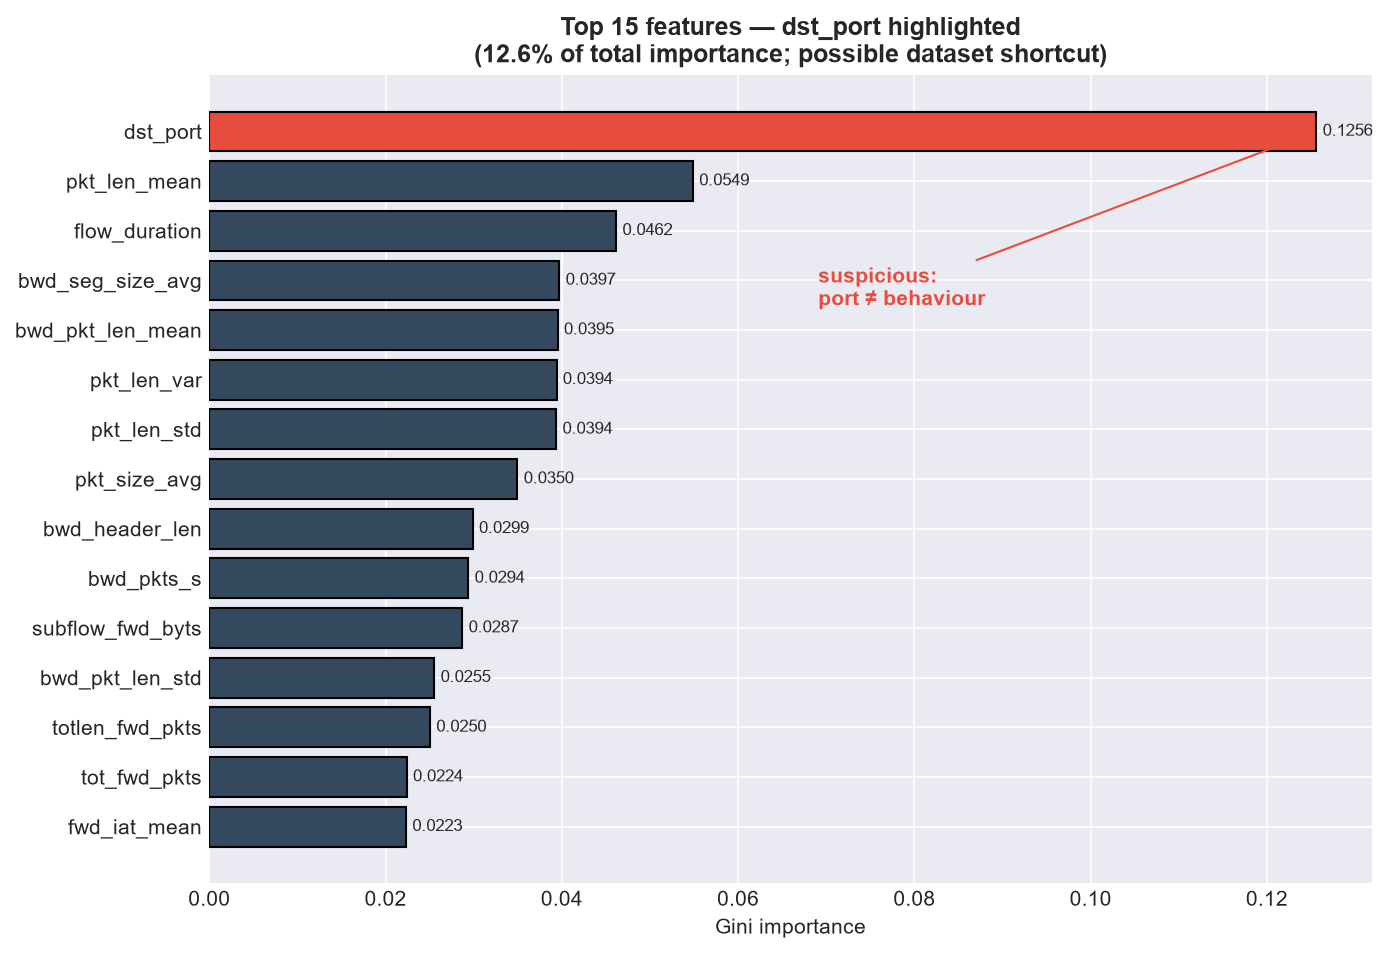 Top 15 features — dst_port highlighted
(12.6% of total importance; possible dataset shortcut)
dst_port
0.1256
pkt_len_mean
0.0549
flow_duration
0.0462
bwd_seg_size_avg
0.0397
suspicious:
port ≠ behaviour
bwd_pkt_len_mean
0.0395
pkt_len_var
0.0394
pkt_len_std
0.0394
pkt_size_avg
0.0350
bwd_header_len
0.0299
bwd_pkts_s
0.0294
subflow_fwd_byts
0.0287
bwd_pkt_len_std
0.0255
totlen_fwd_pkts
0.0250
tot_fwd_pkts
0.0224
fwd_iat_mean
0.0223
0.00 0.02 0.04 0.06 0.08 0.10 0.12
Gini importance